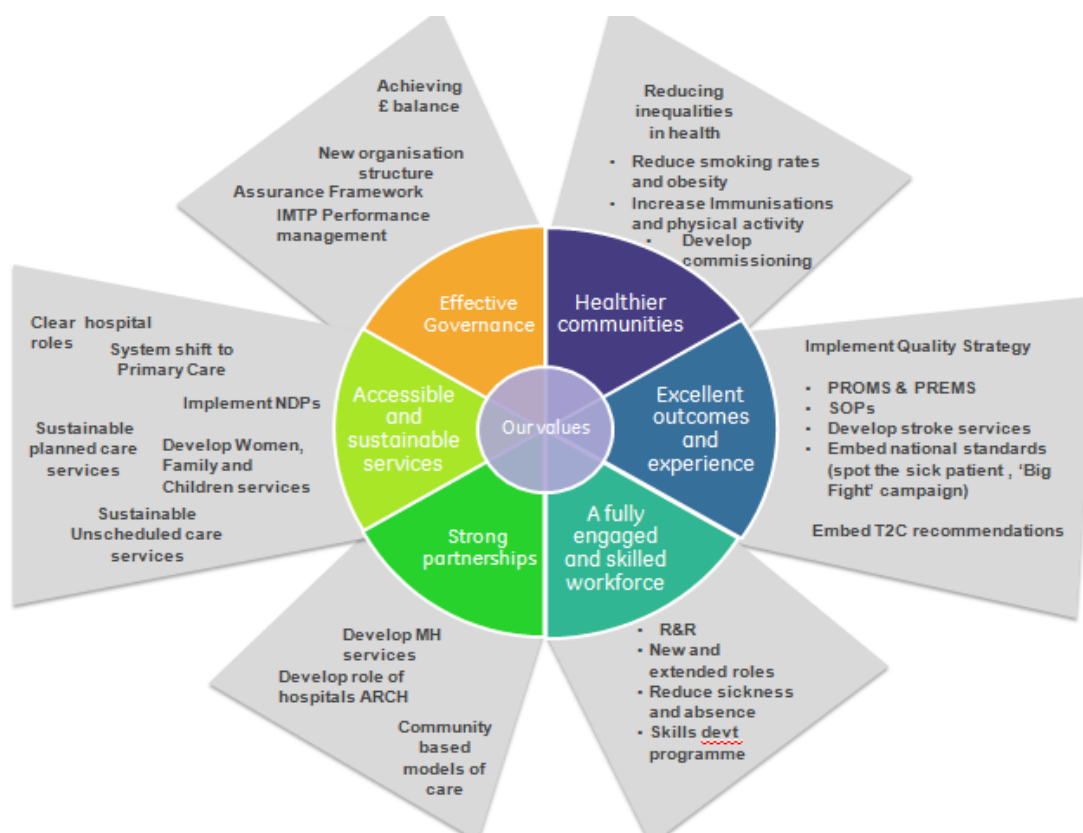 Achieving
£ balance
New organisation
structure
Assurance Framework
IMTP Performance
management
Reducing
inequalities
in health
• Reduce smoking rates
and obesity
• Increase Immunisations
and physical activity
• Develop
commissioning
Effective
Governance
Healthier
communities
Clear hospital
roles
System shift to
Primary Care
Implement NDPs
Sustainable
planned care
services
Develop Women,
Family and
Children services
Sustainable
Unscheduled care
services
Accessible
and
sustainable
services
Our values
Excellent
outcomes
and
experience
Implement Quality Strategy
• PROMS & PREMS
• SOPs
• Develop stroke services
• Embed national standards
(spot the sick patient , ‘Big
Fight’ campaign)
Embed T2C recommendations
Strong
partnerships
A fully
engaged
and skilled
workforce
Develop MH
services
Develop role of
hospitals ARCH
Community
based
models of
care
• R&R
• New and
extended roles
• Reduce sickness
and absence
• Skills devt
programme